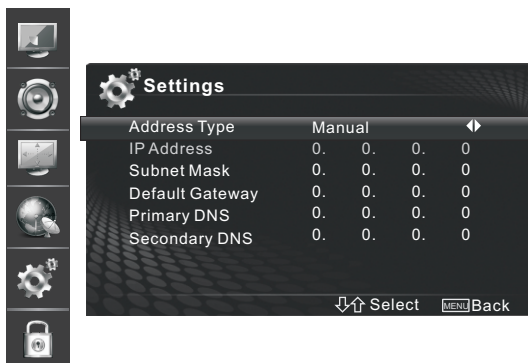 Settings
Address Type Manual
IP Address 0. 0. 0. 0
Subnet Mask 0. 0. 0. 0
Default Gateway 0. 0. 0. 0
Primary DNS 0. 0. 0. 0
Secondary DNS 0. 0. 0. 0
Select MENU Back